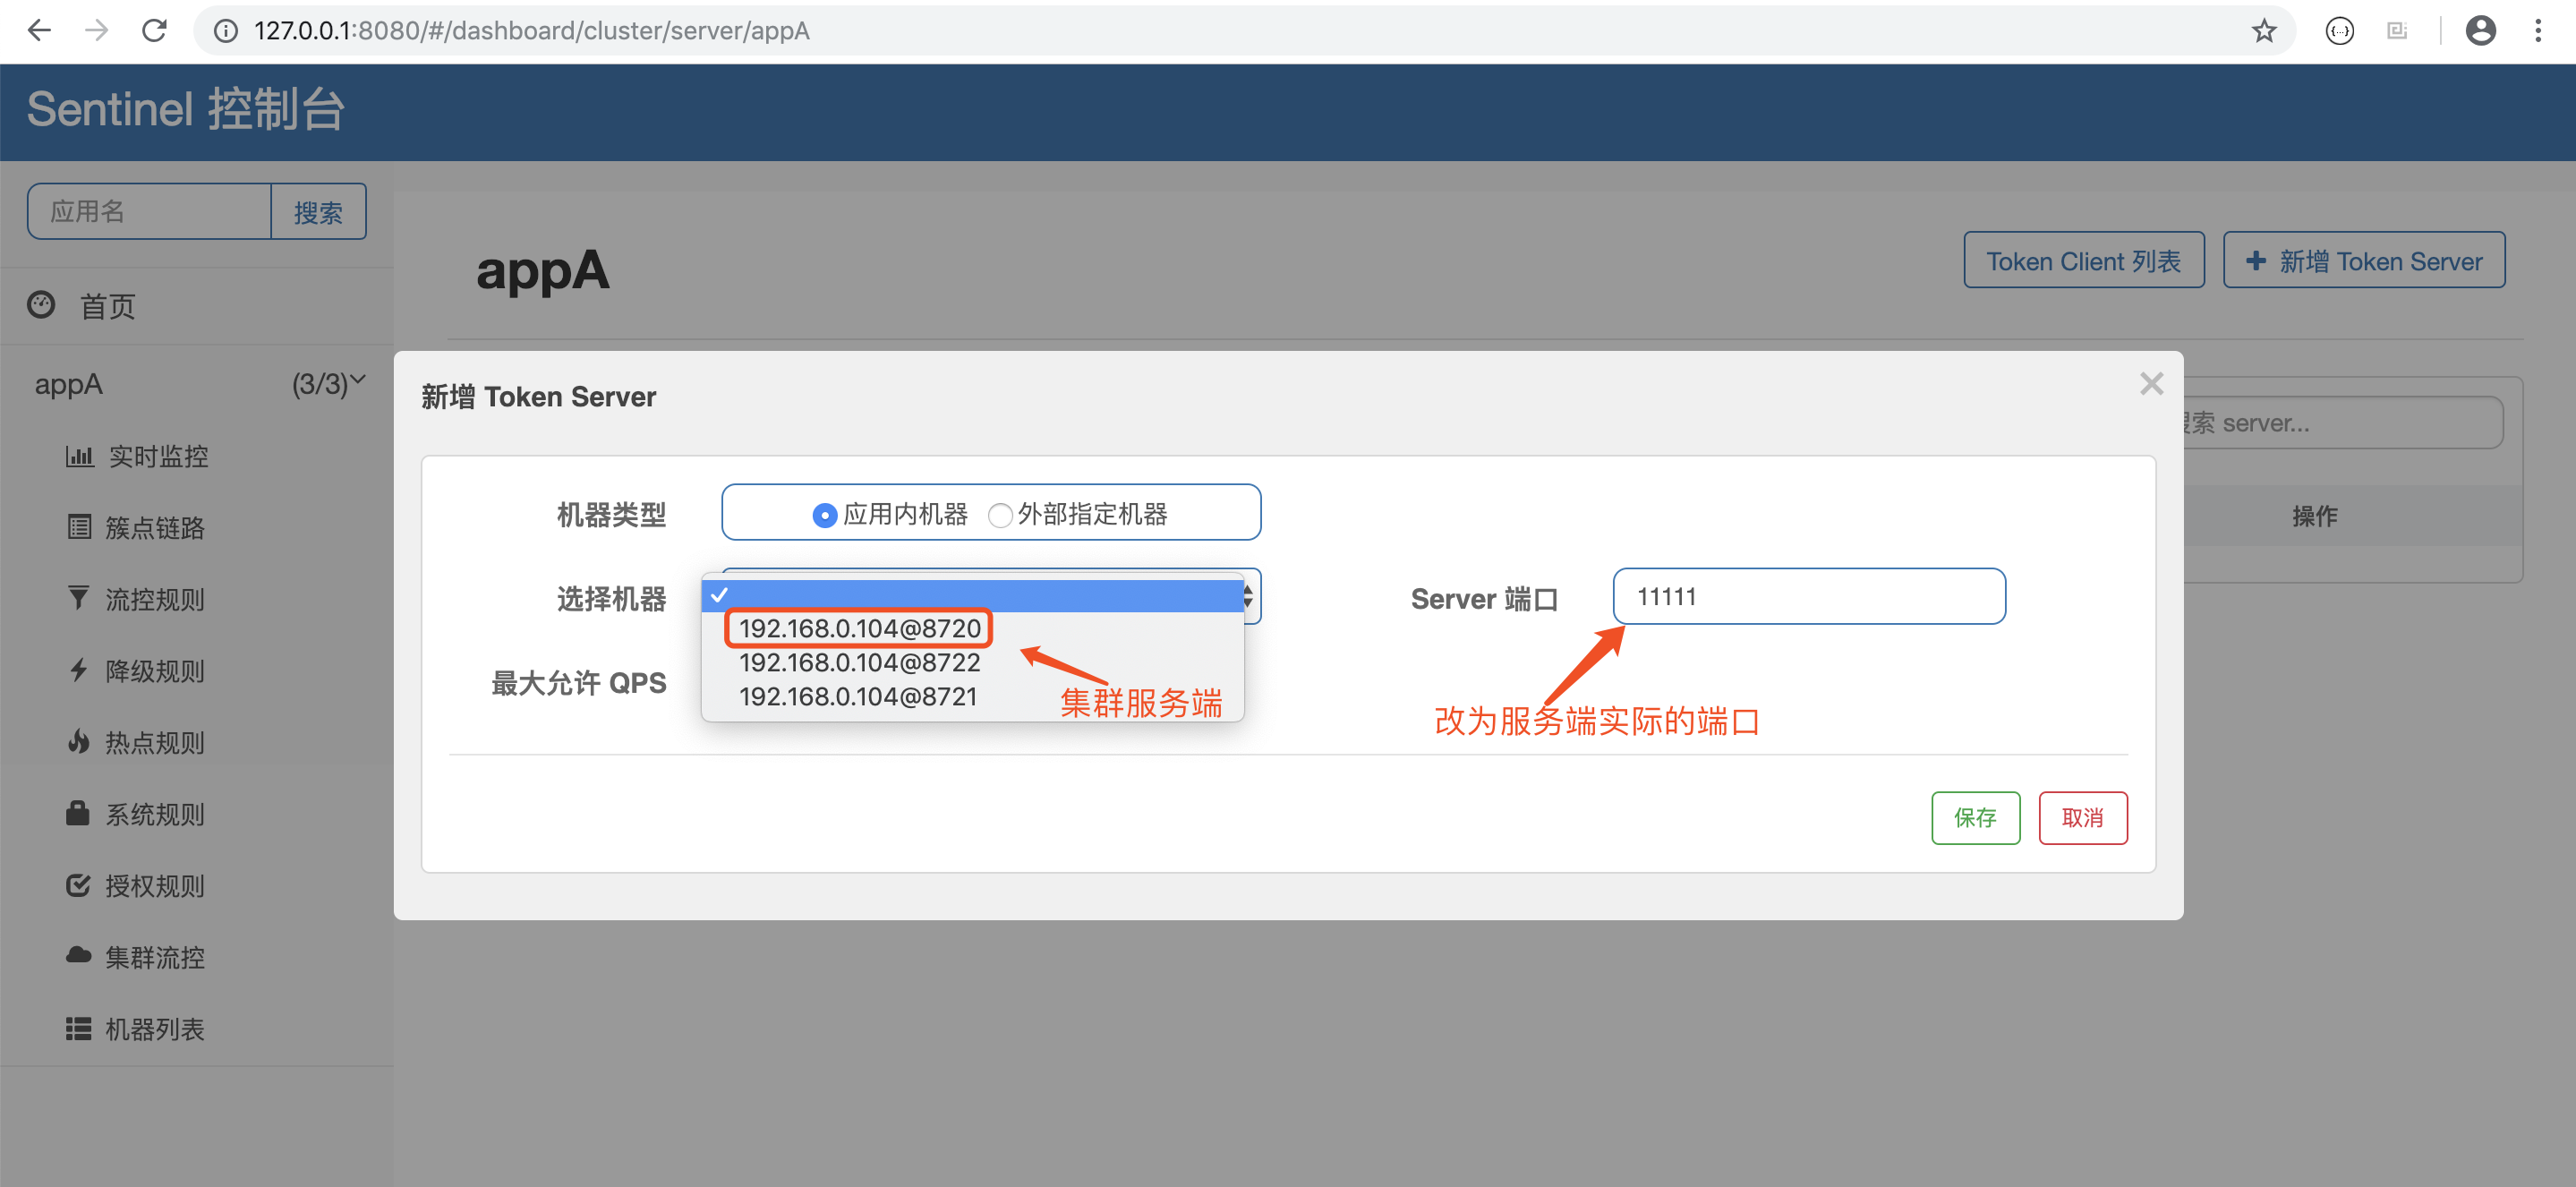 127.0.0.1:8080/#/dashboard/cluster/server/appA
Sentinel 控制台
应用名
搜索
首页
appA (3/3)
实时监控
簇点链路
流控规则
降级规则
热点规则
系统规则
授权规则
集群流控
机器列表
appA
Token Client 列表
新增 Token Server
索 server...
操作
新增 Token Server
机器类型
应用内机器 外部指定机器
选择机器
192.168.0.104@8720
192.168.0.104@8722
192.168.0.104@8721
集群服务端
Server 端口
11111
改为服务端实际的端口
最大允许 QPS
保存
取消